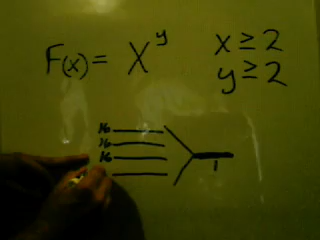 F(x) = X^y x ≥ 2
y ≥ 2
16
16
16
1